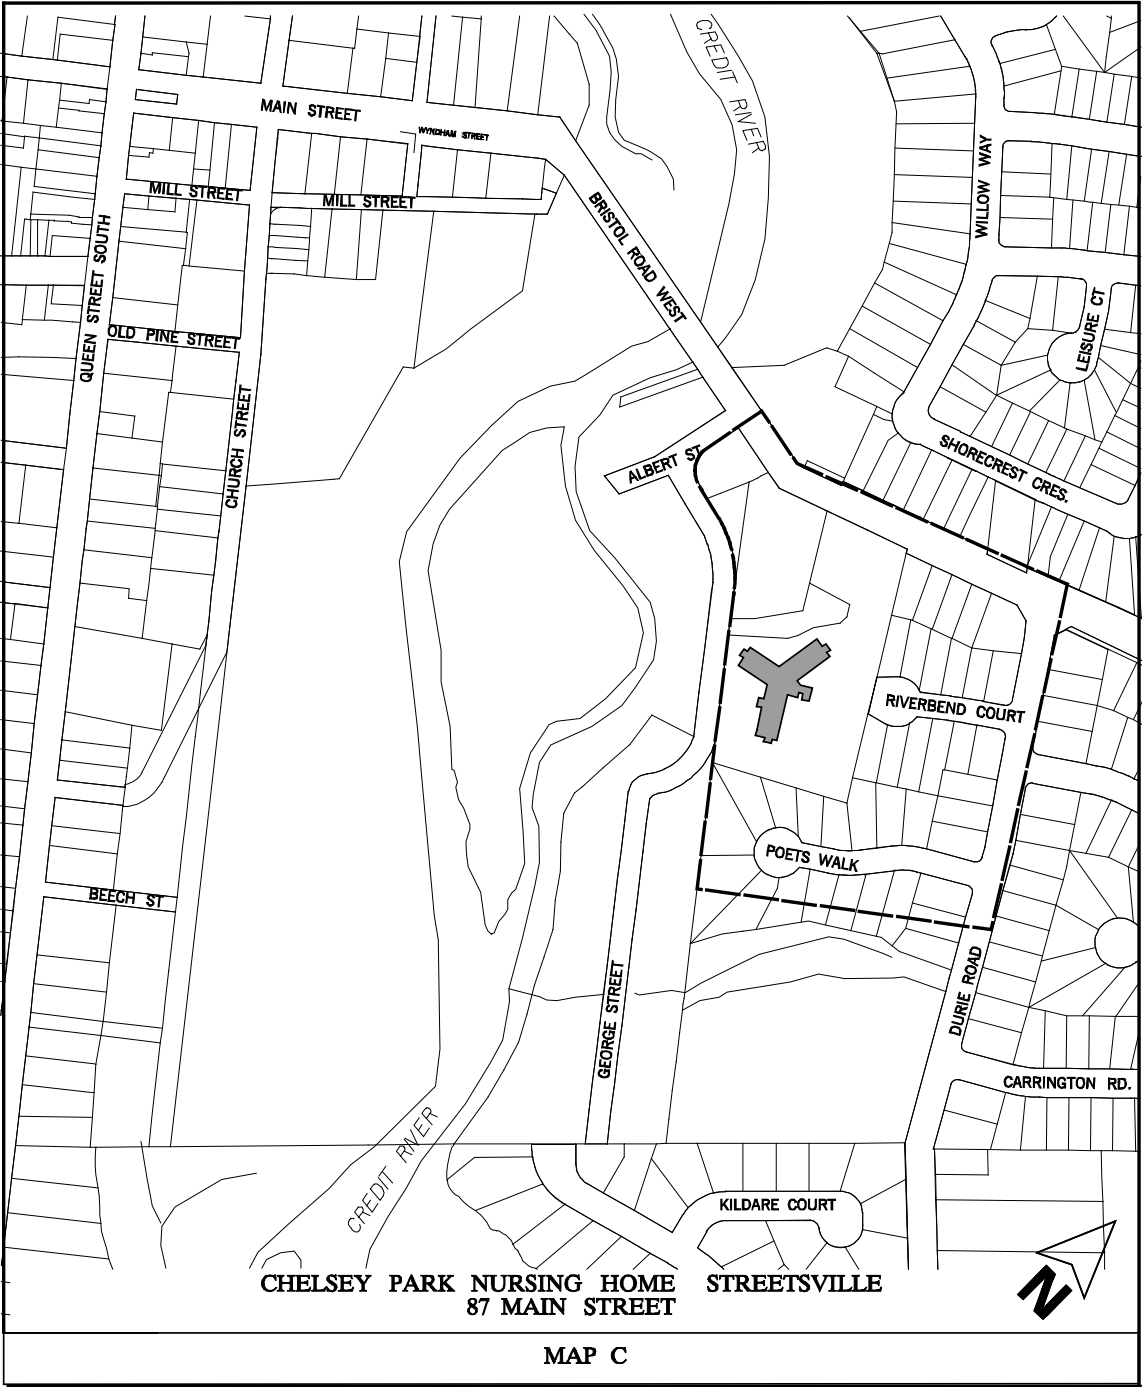 CREDIT RIVER
MAIN STREET
WYNDHAM STREET
WILLOW WAY
MILL STREET
MILL STREET
BRISTOL ROAD WEST
QUEEN STREET SOUTH
LEISURE CT
OLD PINE STREET
CHURCH STREET
SHORECREST CRES.
ALBERT ST
RIVERBEND COURT
POETS WALK
BEECH ST
GEORGE STREET
DURIE ROAD
CARRINGTON RD.
CREDIT RIVER
KILDARE COURT
N
CHELSEY PARK NURSING HOME STREETSVILLE
87 MAIN STREET
MAP C